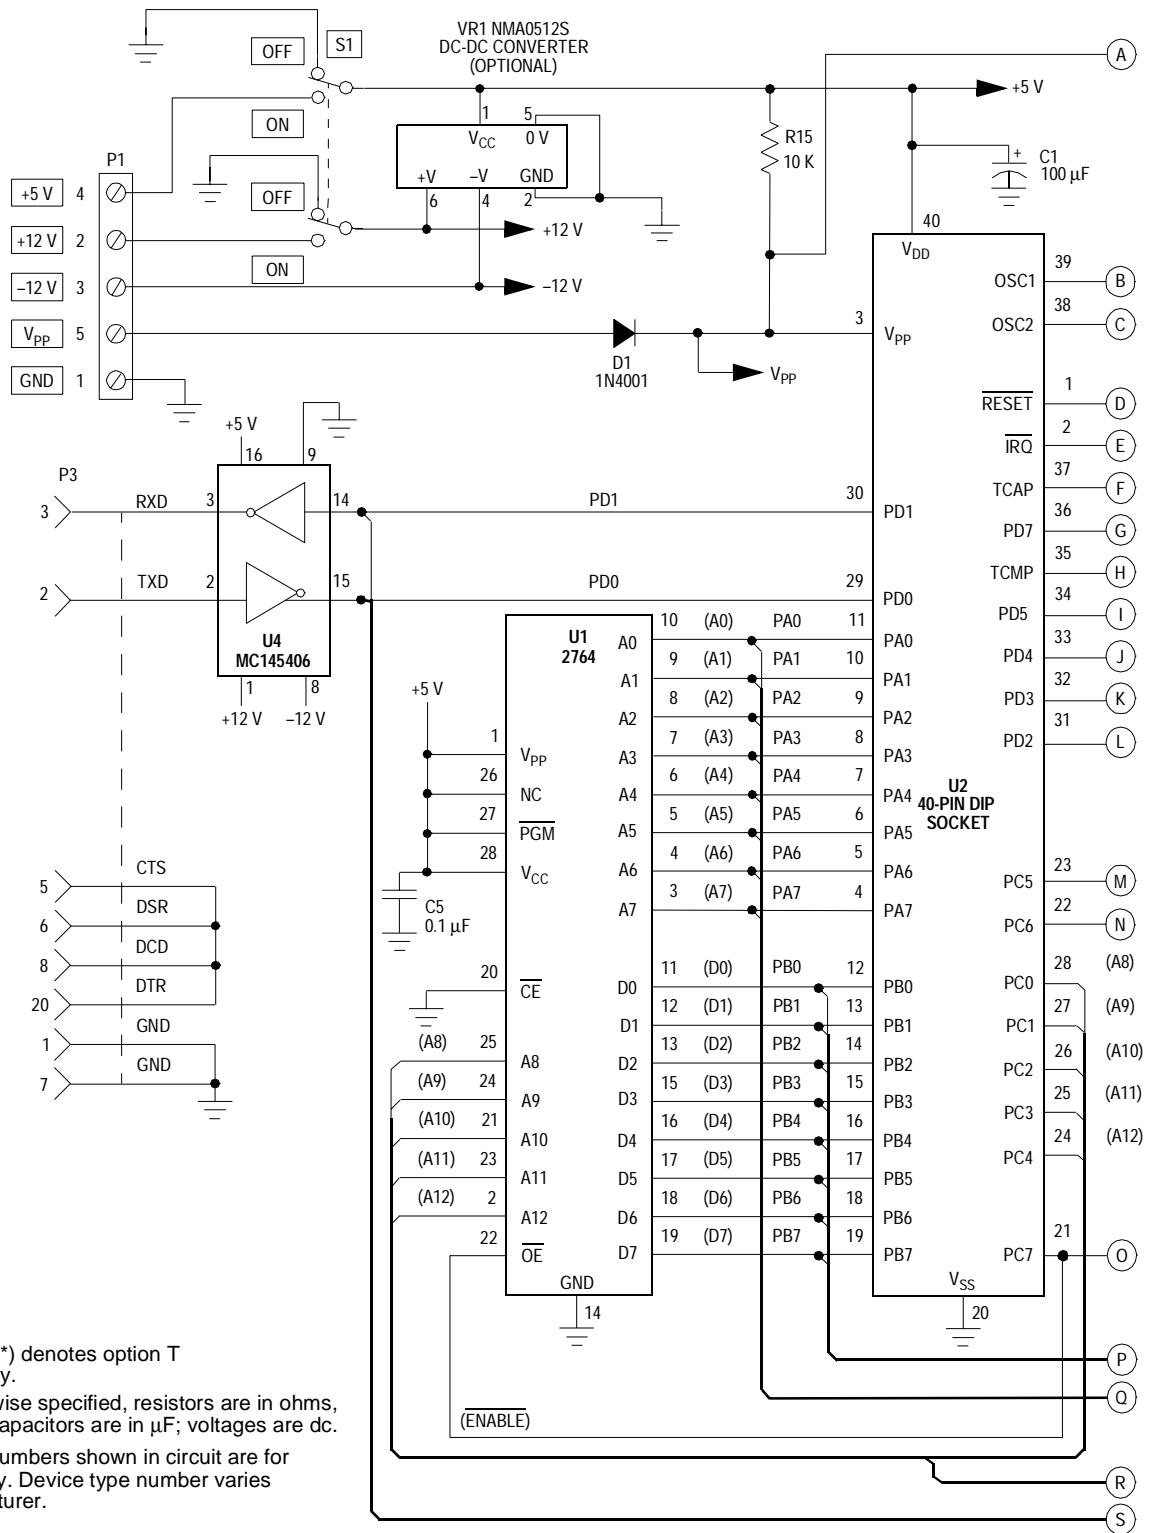 VR1 NMA0512S
DC-DC CONVERTER
(OPTIONAL)
OFF
S1
A
+5 V
1
5
VCC
0 V
ON
R15
10 K
+
C1
100 µF
P1
+V
–V
GND
6
4
2
+5 V
4
OFF
+12 V
2
+12 V
40
VDD
ON
–12 V
3
–12 V
OSC1
39
B
VPP
5
3
VPP
OSC2
38
C
D1
1N4001
VPP
GND
1
RESET
1
D
+5 V
16
9
IRQ
2
E
P3
TCAP
37
F
3
RXD
3
14
PD1
30
PD1
PD7
36
G
TCMP
35
H
2
TXD
2
15
PD0
29
PD0
PD5
34
I
U4
MC145406
1
8
+12 V
–12 V
PD4
33
J
PD3
32
K
PD2
31
L
U1
2764
A0
10
(A0)
PA0
11
PA0
A1
9
(A1)
PA1
10
PA1
A2
8
(A2)
PA2
9
PA2
A3
7
(A3)
PA3
8
PA3
A4
6
(A4)
PA4
7
PA4
A5
5
(A5)
PA5
6
PA5
A6
4
(A6)
PA6
5
PA6
A7
3
(A7)
PA7
4
PA7
U2
40-PIN DIP
SOCKET
+5 V
1
VPP
26
NC
27
PGM
28
VCC
C5
0.1 µF
PC5
23
M
PC6
22
N
5
CTS
6
DSR
8
DCD
20
DTR
1
GND
7
GND
20
CE
(A8)
25
A8
(A9)
24
A9
(A10)
21
A10
(A11)
23
A11
(A12)
2
A12
22
OE
D0
11
(D0)
PB0
12
PB0
D1
12
(D1)
PB1
13
PB1
D2
13
(D2)
PB2
14
PB2
D3
15
(D3)
PB3
15
PB3
D4
16
(D4)
PB4
16
PB4
D5
17
(D5)
PB5
17
PB5
D6
18
(D6)
PB6
18
PB6
D7
19
(D7)
PB7
19
PB7
PC0
28
(A8)
PC1
27
(A9)
PC2
26
(A10)
PC3
25
(A11)
PC4
24
(A12)
PC7
21
O
GND
14
VSS
20
P
Q
(ENABLE)
R
S
*) denotes option T
y.
wise specified, resistors are in ohms,
apacitors are in µF; voltages are dc.
umbers shown in circuit are for
y. Device type number varies
turer.